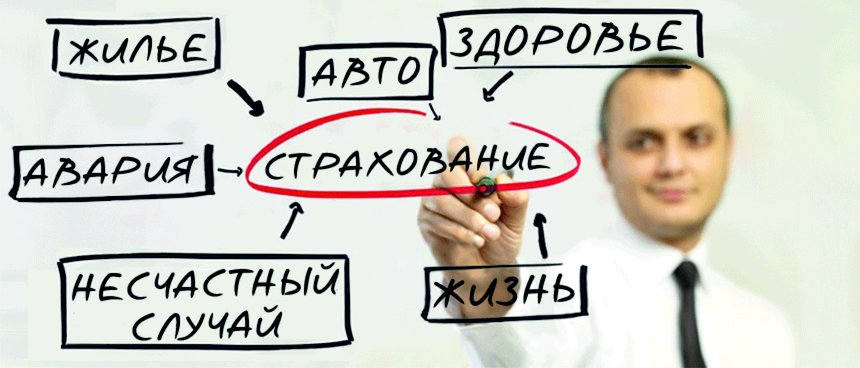 ЖИЛЬЕ
АВТО
ЗДОРОВЬЕ
АВАРИЯ
СТРАХОВАНИЕ
НЕСЧАСТНЫЙ
СЛУЧАЙ
ЖИЗНЬ